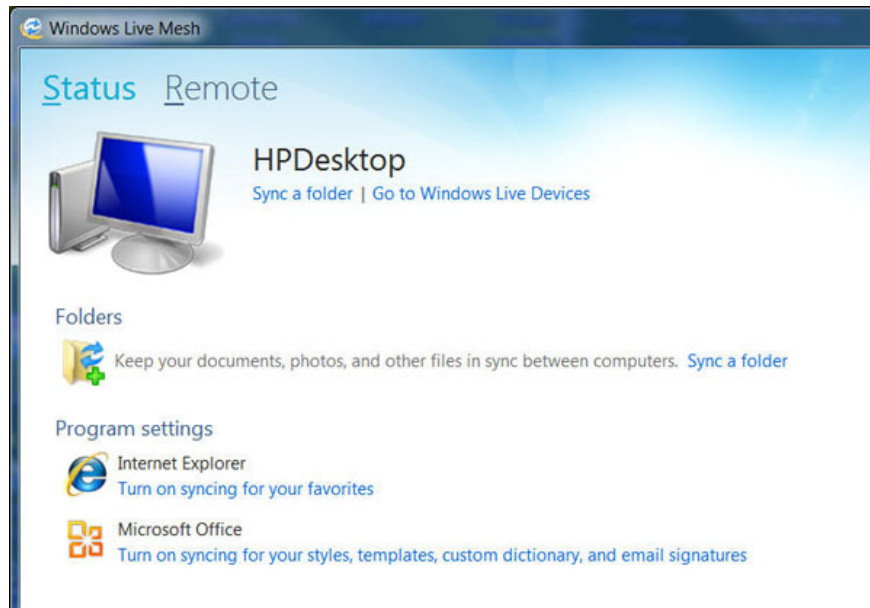 Windows Live Mesh
Status Remote
HPDesktop
Sync a folder | Go to Windows Live Devices
Folders
Keep your documents, photos, and other files in sync between computers. Sync a folder
Program settings
Internet Explorer
Turn on syncing for your favorites
Microsoft Office
Turn on syncing for your styles, templates, custom dictionary, and email signatures